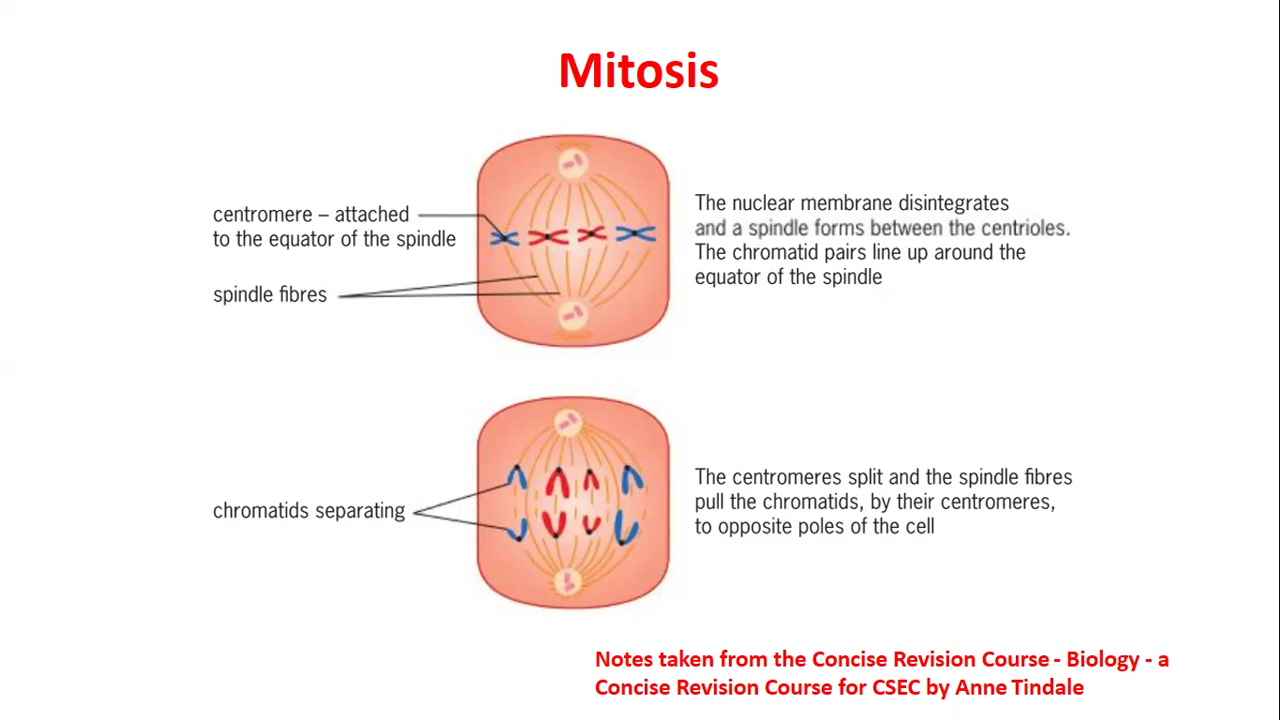 Mitosis
centromere – attached
to the equator of the spindle
spindle fibres
The nuclear membrane disintegrates
and a spindle forms between the centrioles.
The chromatid pairs line up around the
equator of the spindle
chromatids separating
The centromeres split and the spindle fibres
pull the chromatids, by their centromeres,
to opposite poles of the cell
Notes taken from the Concise Revision Course - Biology - a
Concise Revision Course for CSEC by Anne Tindale